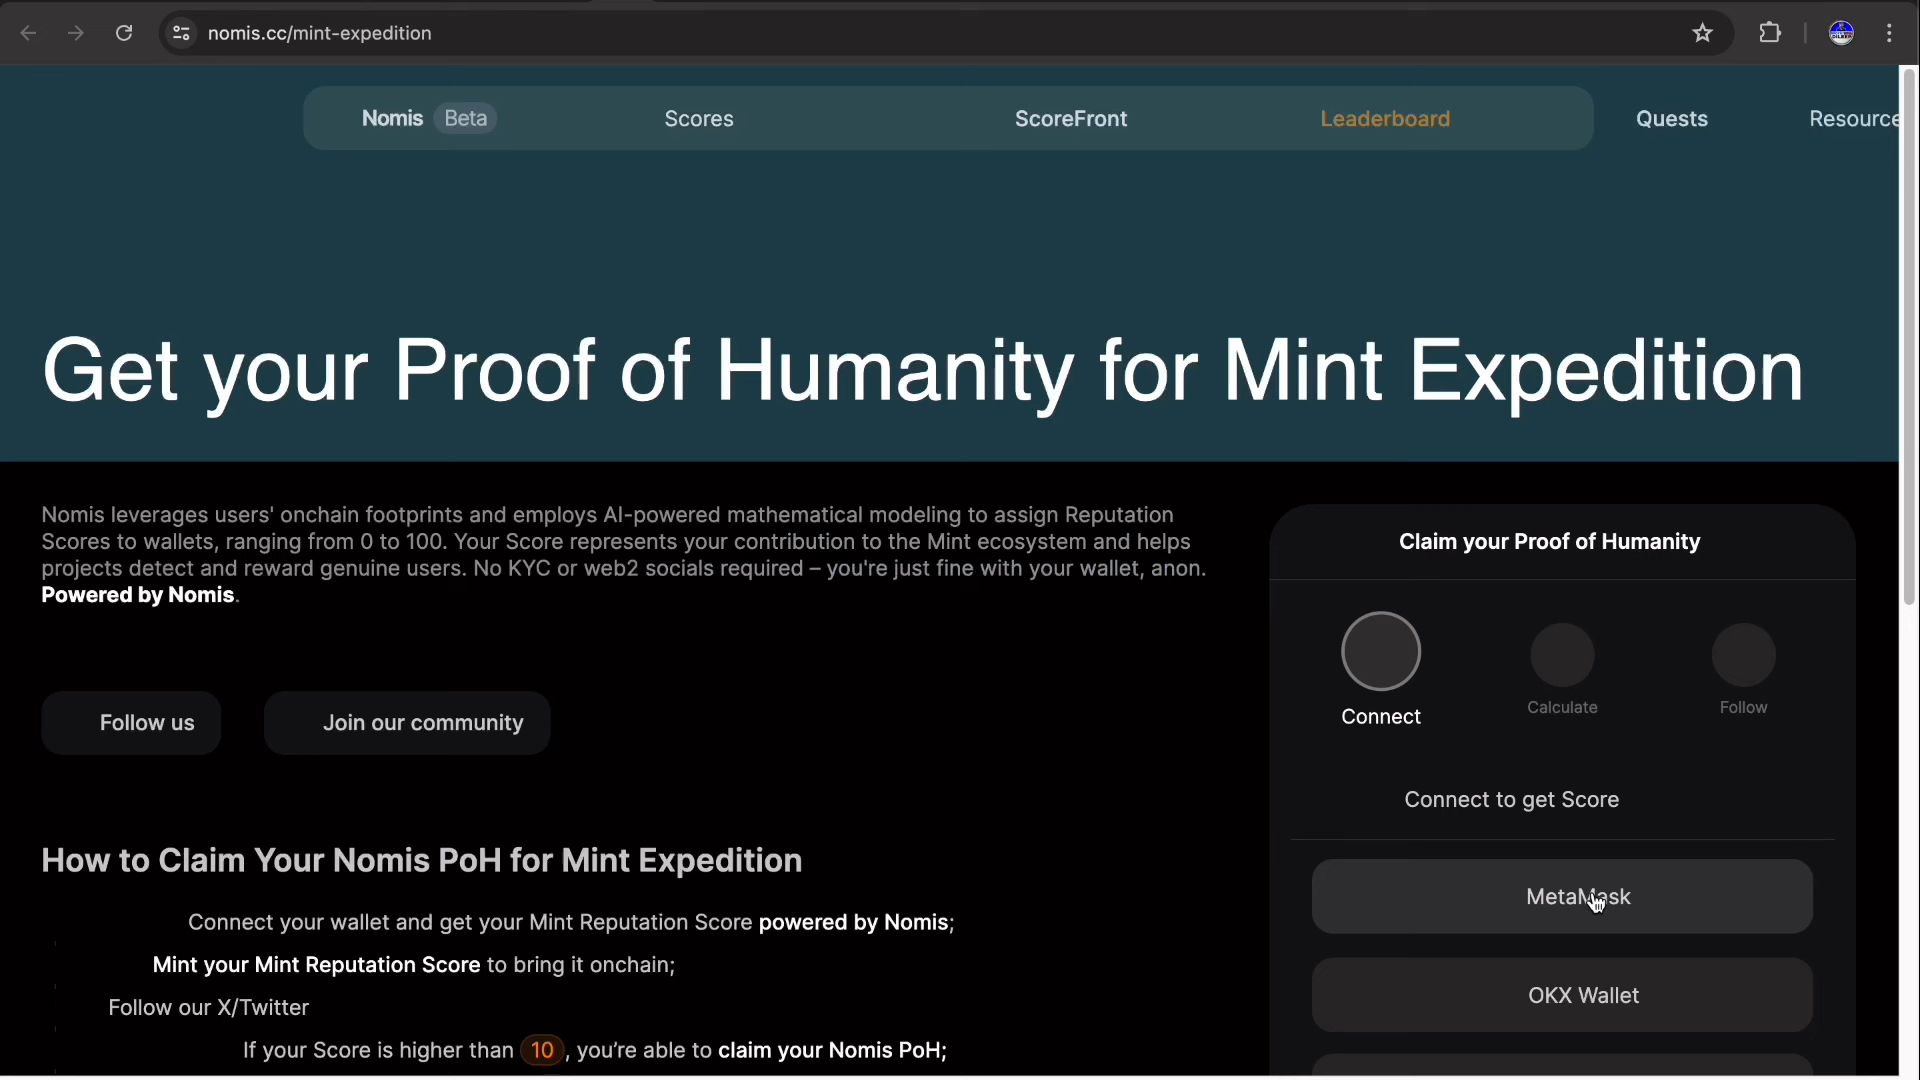 nomis.cc/mint-expedition
Nomis Beta Scores ScoreFront Leaderboard Quests Resource
Get your Proof of Humanity for Mint Expedition
Nomis leverages users' onchain footprints and employs AI-powered mathematical modeling to assign Reputation
Scores to wallets, ranging from 0 to 100. Your Score represents your contribution to the Mint ecosystem and helps
projects detect and reward genuine users. No KYC or web2 socials required – you're just fine with your wallet, anon.
Powered by Nomis.
Follow us Join our community
How to Claim Your Nomis PoH for Mint Expedition
Connect your wallet and get your Mint Reputation Score powered by Nomis;
Mint your Mint Reputation Score to bring it onchain;
Follow our X/Twitter
If your Score is higher than 10, you’re able to claim your Nomis PoH;
Claim your Proof of Humanity
Connect Calculate Follow
Connect to get Score
MetaMask
OKX Wallet